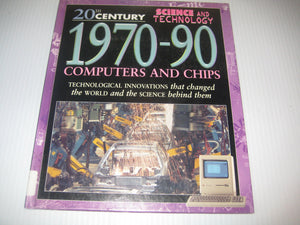 20TH CENTURY
SCIENCE AND TECHNOLOGY
1970-90
COMPUTERS AND CHIPS
TECHNOLOGICAL INNOVATIONS that changed
the WORLD and the SCIENCE behind them